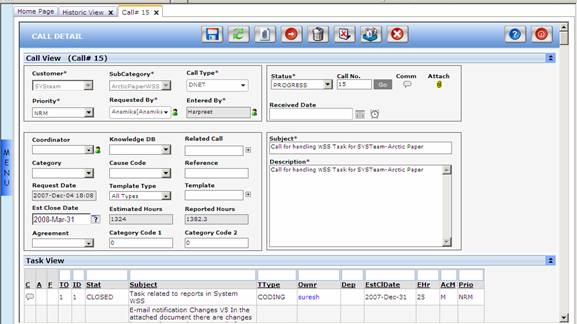 Home Page Historic View X Call# 15 X
CALL DETAIL
Call View (Call# 15)
Customer* SubCategory* Call Type*
SYSteam ArcticPaperWSS DNET
Priority* Requested By* Entered By*
NRM Anamika[Anamika Harpreet
Status* Call No. Comm Attach
PROGRESS 15 Go
Received Date
Coordinator Knowledge DB Related Call
Category Cause Code Reference
Request Date Template Type Template
2007-Dec-04 18:08 All Types
Est Close Date Estimated Hours Reported Hours
2008-Mar-31 1324 1382.3
Agreement Category Code 1 Category Code 2
0 0
Subject*
Call for handling WSS Task for SYSTeam-Arctic Paper
Description*
Call for handling WSS Task for SYSTeam-Arctic Paper
MENU
Task View
C A F TO ID Stat Subject TType Ownr Dep EstClDate EHr AcM Prio
1 1 CLOSED Task related to reports in System WSS CODING suresh 2007-Dec-31 25 M NRM
E-mail notification Changes V5 In the
attached document there are changes